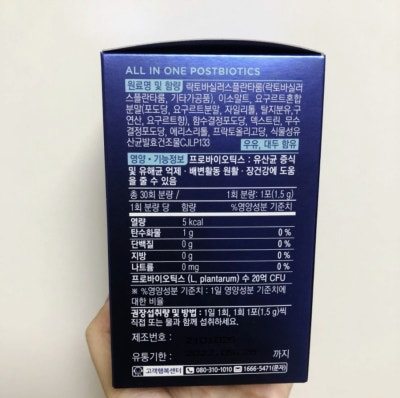 ALL IN ONE POSTBIOTICS
원료명 및 함량 락토바실러스플란타룸(락토바실러
스플란타룸, 기타가공품), 이소말트, 요구르트혼합
분말(포도당, 요구르트분말, 자일리톨, 탈지분유,구
연산, 요구르트향), 함수결정포도당, 덱스트린, 무수
결정포도당, 에리스리톨, 프락토올리고당, 식물성유
산균발효건조물CJLP133 우유, 대두 함유
영양·기능정보 프로바이오틱스 : 유산균 증식
및 유해균 억제·배변활동 원활·장건강에 도움
을 줄 수 있음
총 30회 분량 / 1회 분량: 1포(1.5 g)
1회 분량 당 함량 %영양성분 기준치
열량 5 kcal
탄수화물 1 g 0 %
단백질 0 g 0 %
지방 0 g 0 %
나트륨 0 mg 0 %
프로바이오틱스 (L. plantarum) 수 20억 CFU
※ %영양성분 기준치 : 1일 영양성분 기준치에
대한 비율
권장섭취량 및 방법 : 1일 1회, 1회 1포(1.5 g)씩
직접 또는 물과 함께 섭취하세요.
제조번호 :
유통기한 : 까지
고객행복센터 080-310-1010 1666-5471(문자)